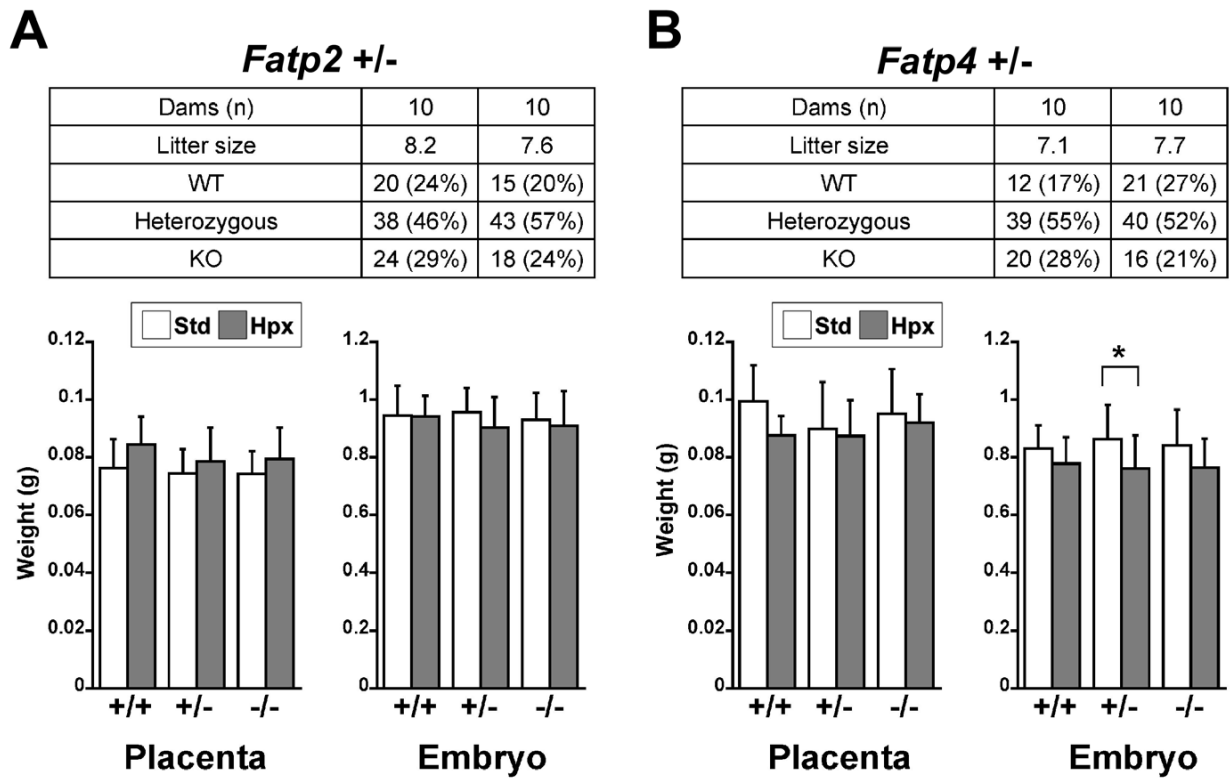 A
Fatp2 +/-
Dams (n) 10 10
Litter size 8.2 7.6
WT 20 (24%) 15 (20%)
Heterozygous 38 (46%) 43 (57%)
KO 24 (29%) 18 (24%)
Std Hpx
Weight (g)
0.12
0.1
0.08
0.06
0.04
0.02
0
+/+ +/- -/-
Placenta
1.2
1
0.8
0.6
0.4
0.2
0
+/+ +/- -/-
Embryo
B
Fatp4 +/-
Dams (n) 10 10
Litter size 7.1 7.7
WT 12 (17%) 21 (27%)
Heterozygous 39 (55%) 40 (52%)
KO 20 (28%) 16 (21%)
Std Hpx
Weight (g)
0.12
0.1
0.08
0.06
0.04
0.02
0
+/+ +/- -/-
Placenta
1.2
1
0.8
0.6
0.4
0.2
0
*
+/+ +/- -/-
Embryo